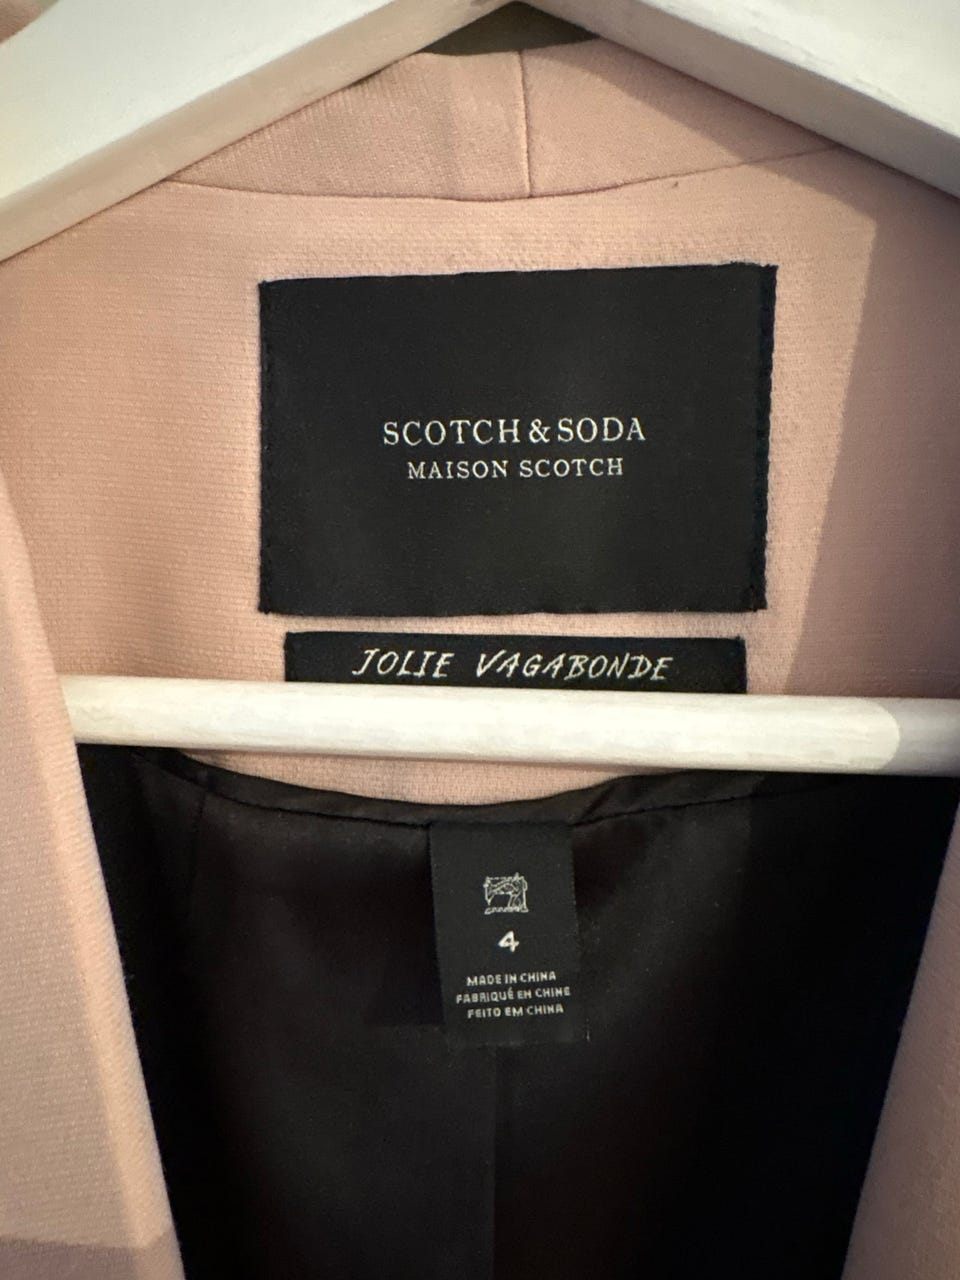 SCOTCH & SODA
MAISON SCOTCH
JOLIE VAGABONDE
4
MADE IN CHINA
FABRIQUÉ EN CHINE
FEITO EM CHINA